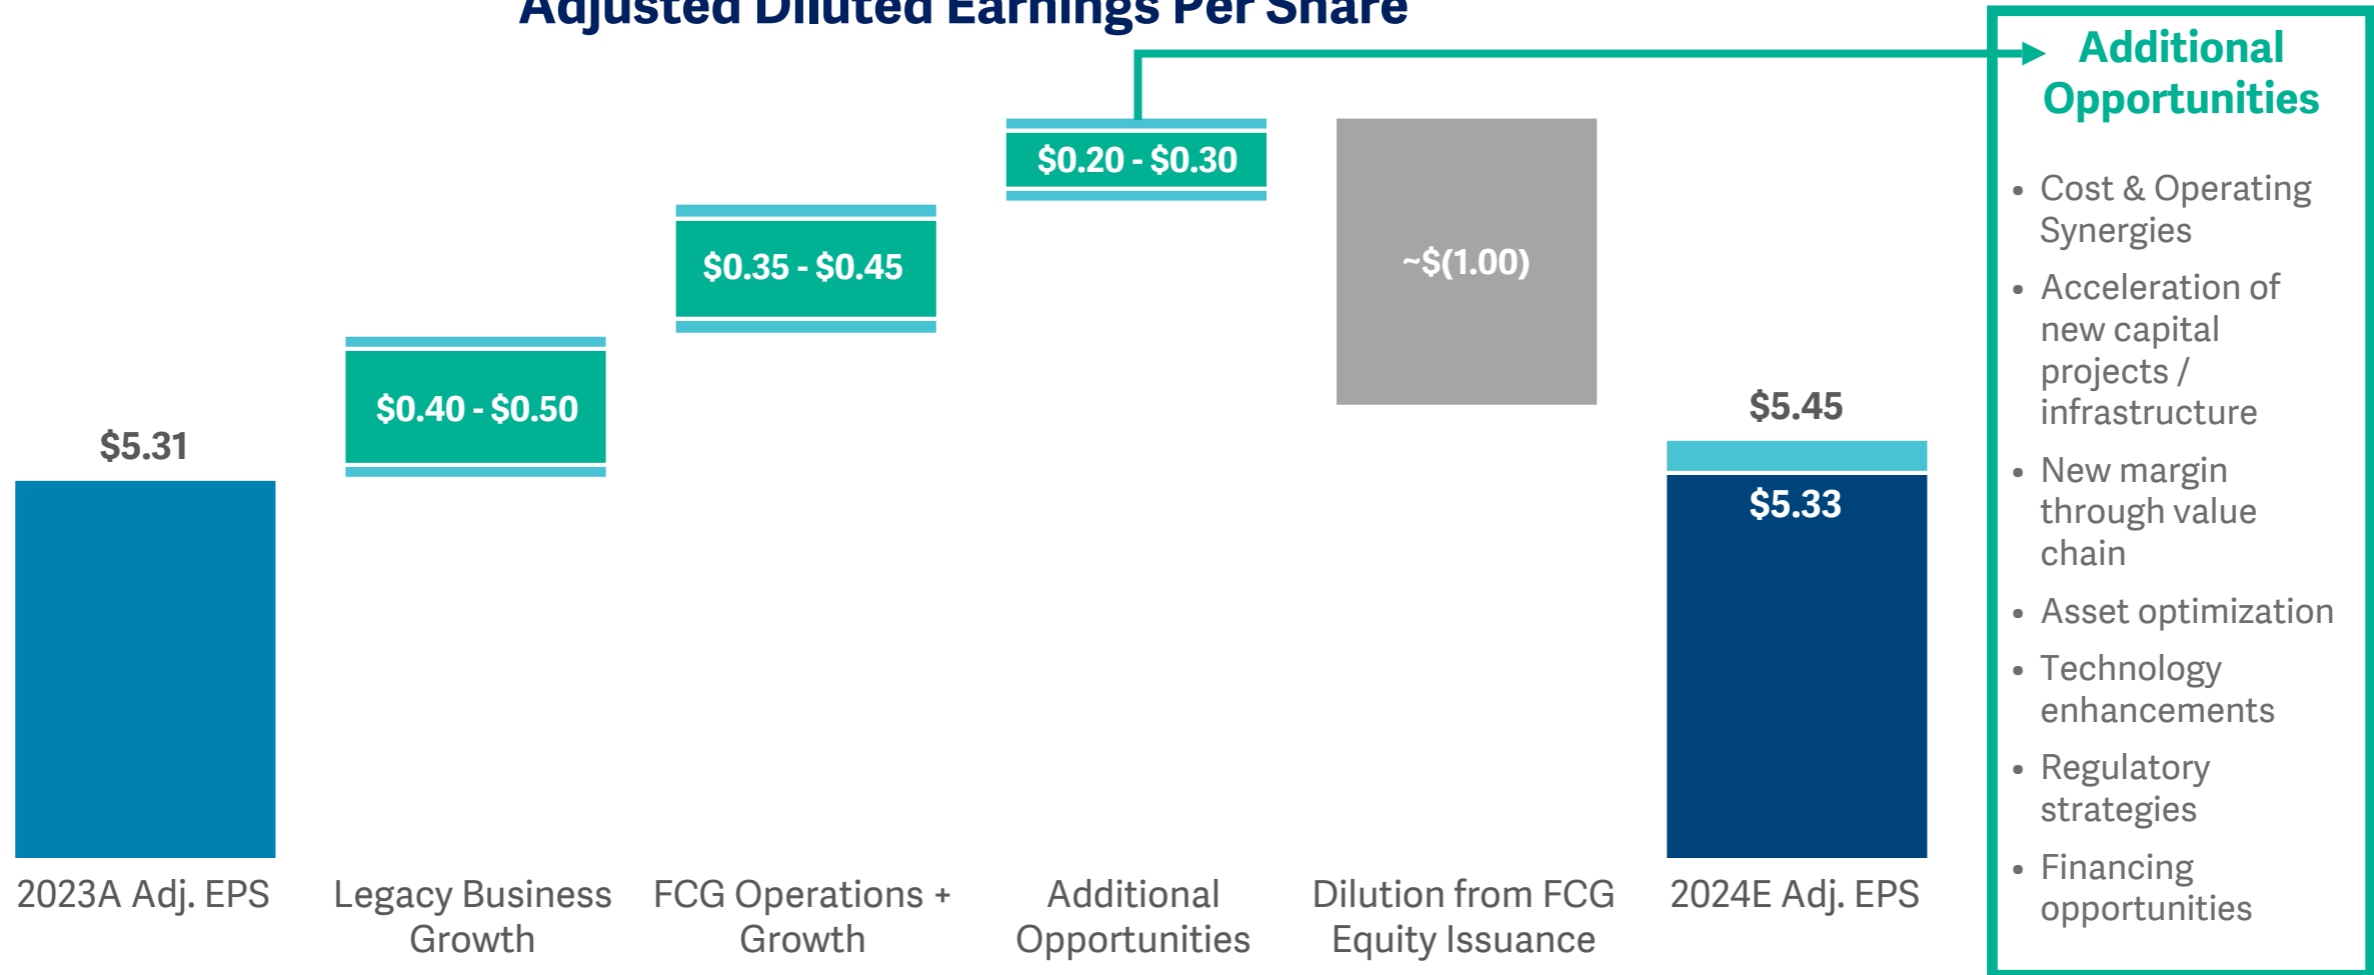 Adjusted Diluted Earnings Per Share
$5.31
$0.40 - $0.50
$0.35 - $0.45
$0.20 - $0.30
~$(1.00)
$5.45
$5.33
2023A Adj. EPS
Legacy Business
Growth
FCG Operations +
Growth
Additional
Opportunities
Dilution from FCG
Equity Issuance
2024E Adj. EPS
Additional
Opportunities
• Cost & Operating
Synergies
• Acceleration of
new capital
projects /
infrastructure
• New margin
through value
chain
• Asset optimization
• Technology
enhancements
• Regulatory
strategies
• Financing
opportunities